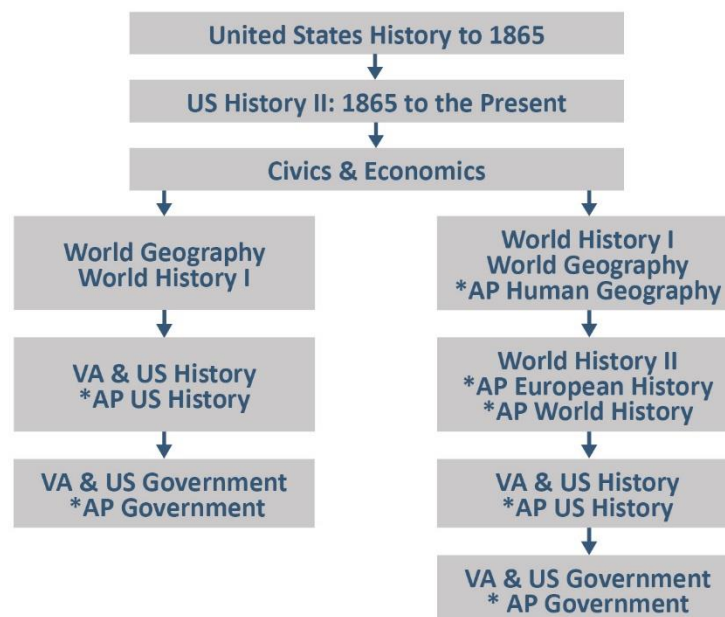 United States History to 1865
US History II: 1865 to the Present
Civics & Economics
World Geography
World History I
VA & US History
*AP US History
VA & US Government
*AP Government
World History I
World Geography
*AP Human Geography
World History II
*AP European History
*AP World History
VA & US History
*AP US History
VA & US Government
* AP Government